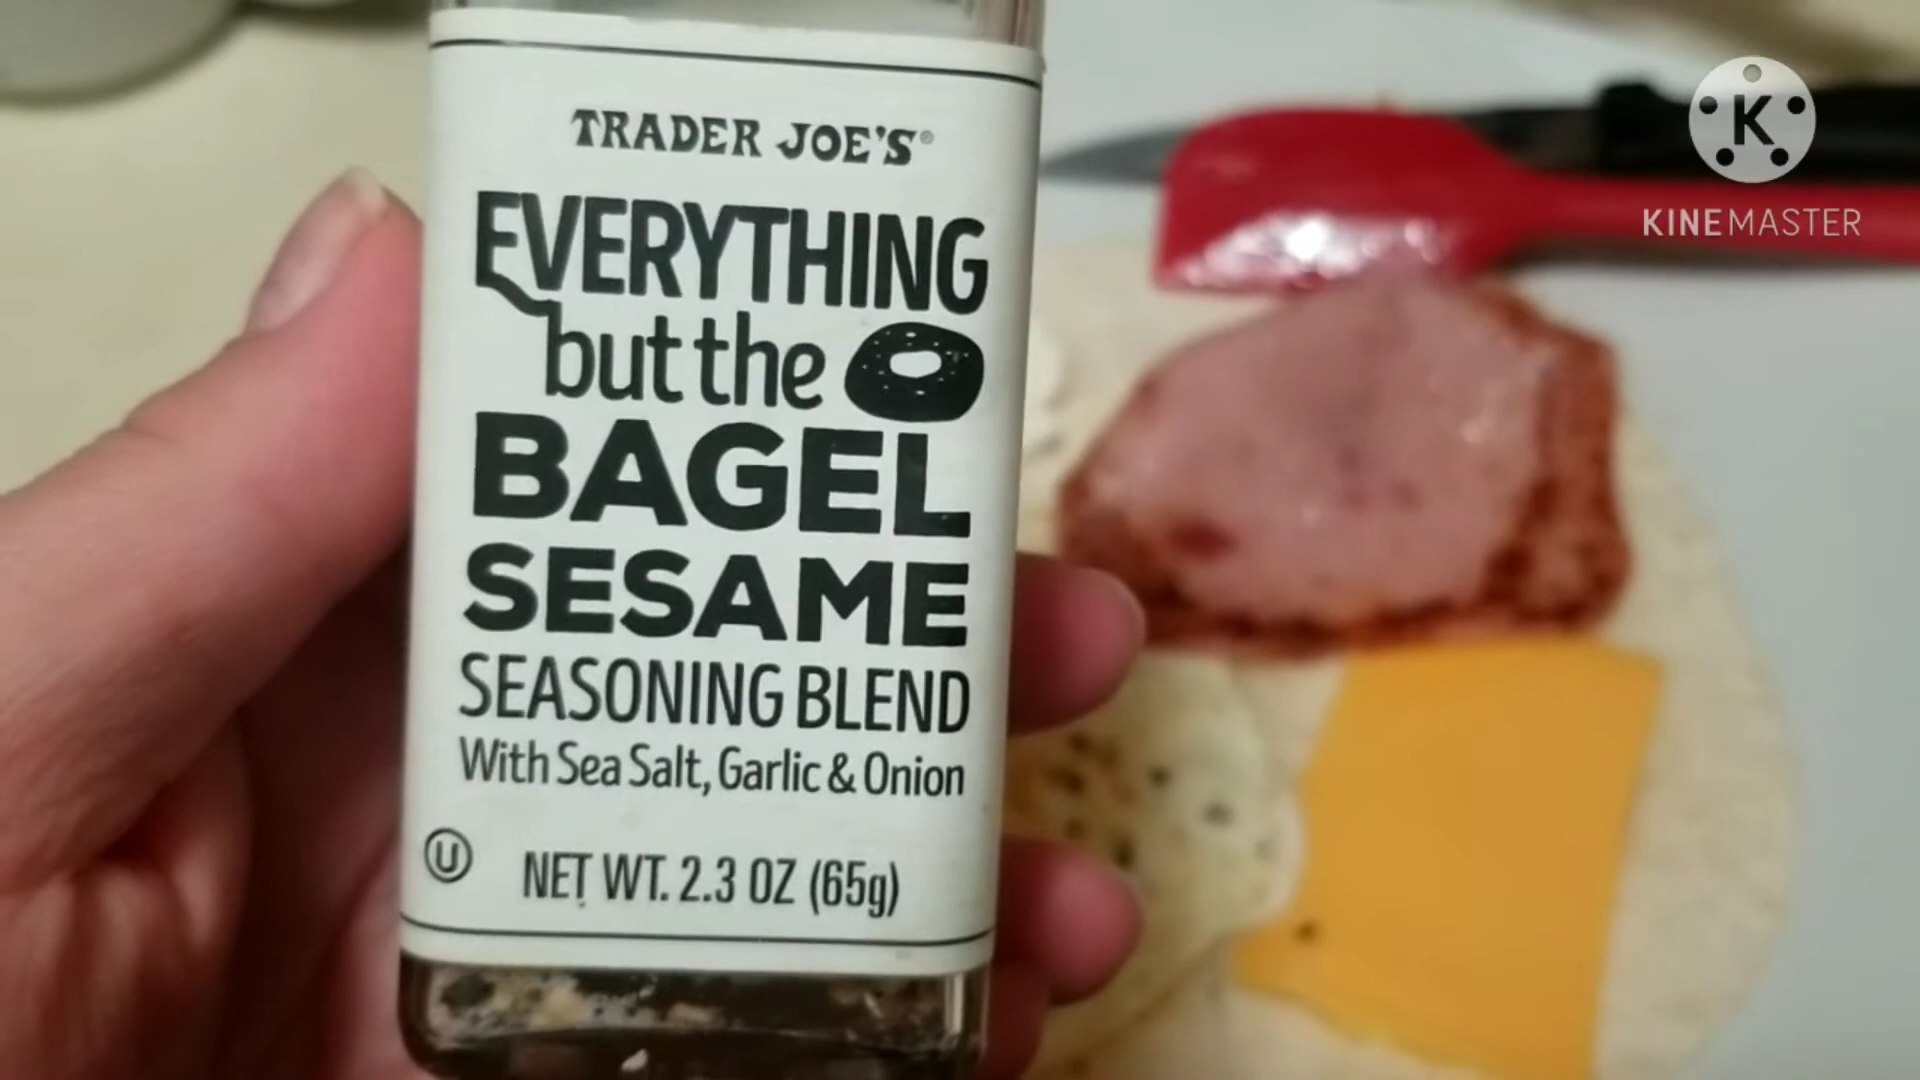 TRADER JOE'S®
EVERYTHING
but the
BAGEL
SESAME
SEASONING BLEND
With Sea Salt, Garlic & Onion
U
NET WT. 2.3 OZ (65g)
K
KINEMASTER